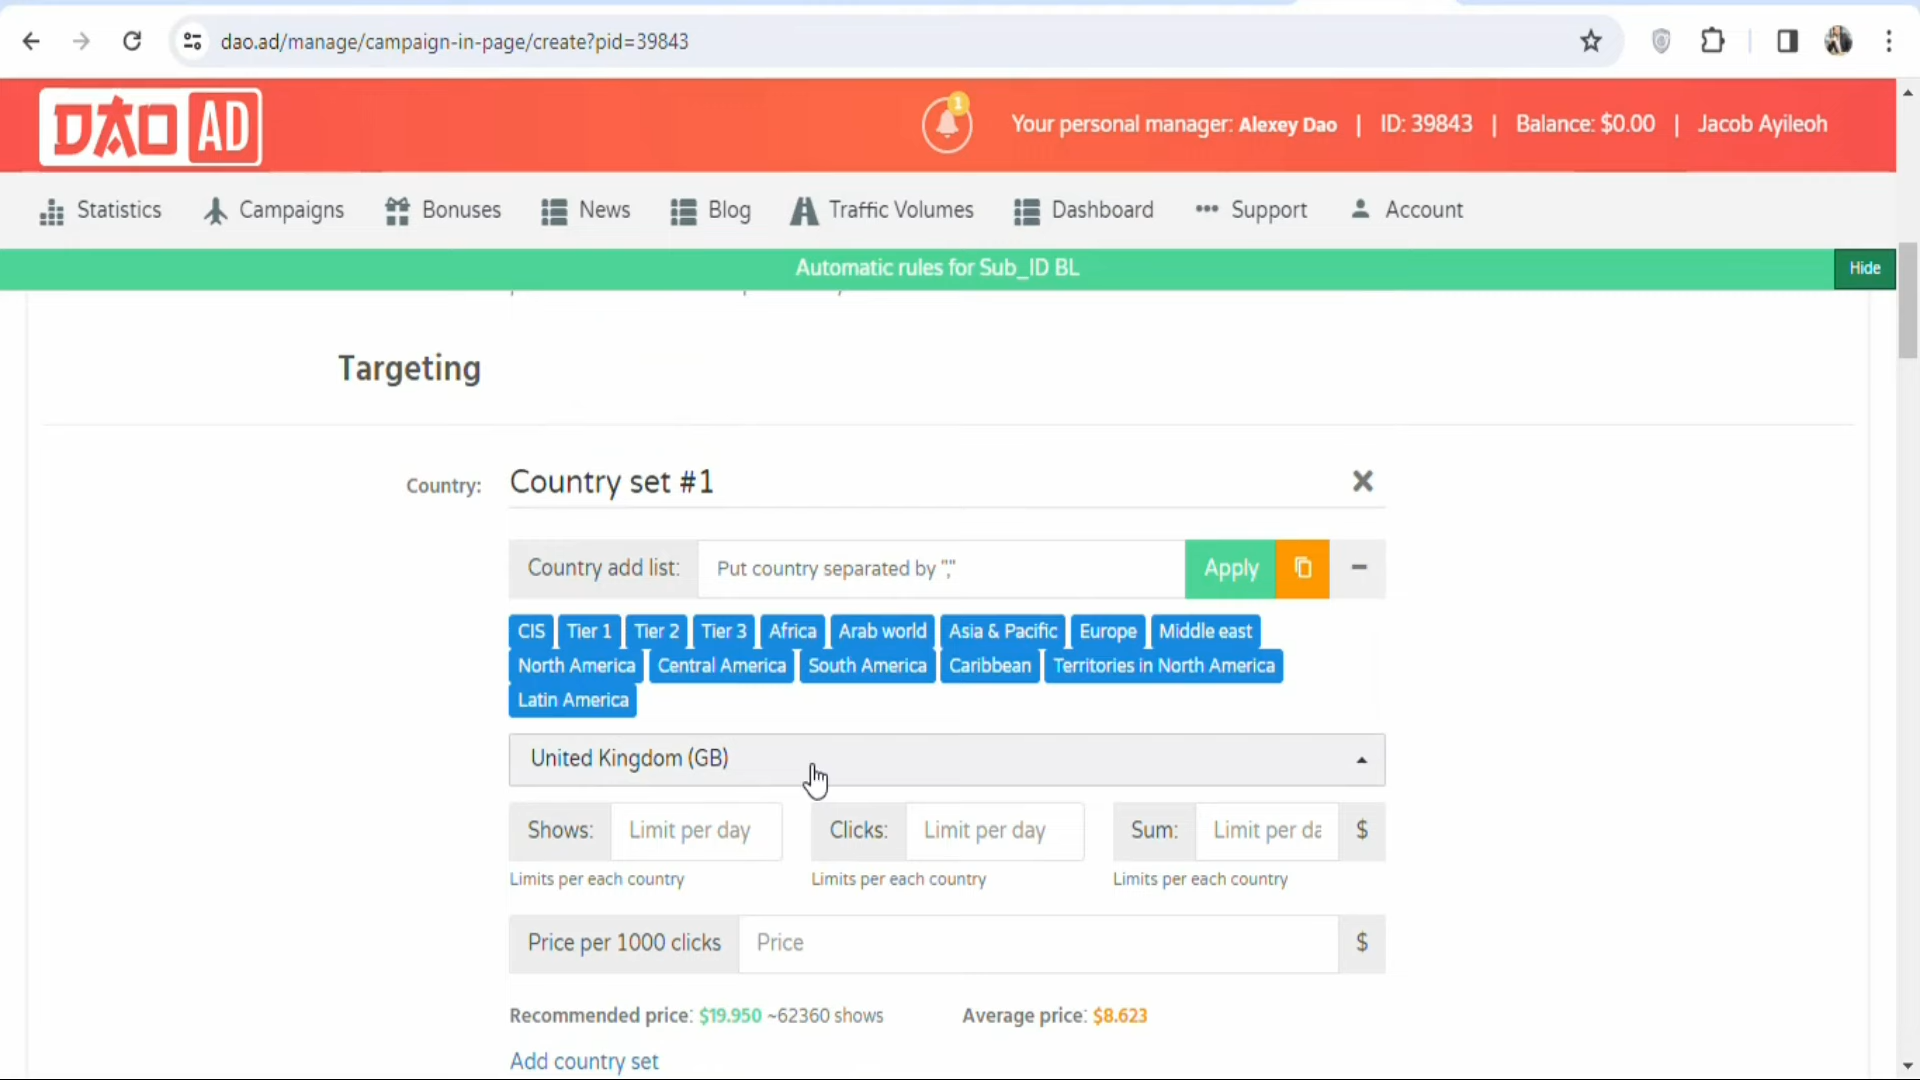 dao.ad/manage/campaign-in-page/create?pid=39843
DAO AD
1
Your personal manager: Alexey Dao | ID: 39843 | Balance: $0.00 | Jacob Ayileoh
Statistics Campaigns Bonuses News Blog Traffic Volumes Dashboard Support Account
Automatic rules for Sub_ID BL
Hide
Targeting
Country: Country set #1
Country add list: Put country separated by "," Apply
CIS Tier 1 Tier 2 Tier 3 Africa Arab world Asia & Pacific Europe Middle east
North America Central America South America Caribbean Territories in North America
Latin America
United Kingdom (GB)
Shows: Limit per day Clicks: Limit per day Sum: Limit per da $
Limits per each country Limits per each country Limits per each country
Price per 1000 clicks Price $
Recommended price: $19.950 ~62360 shows Average price: $8.623
Add country set